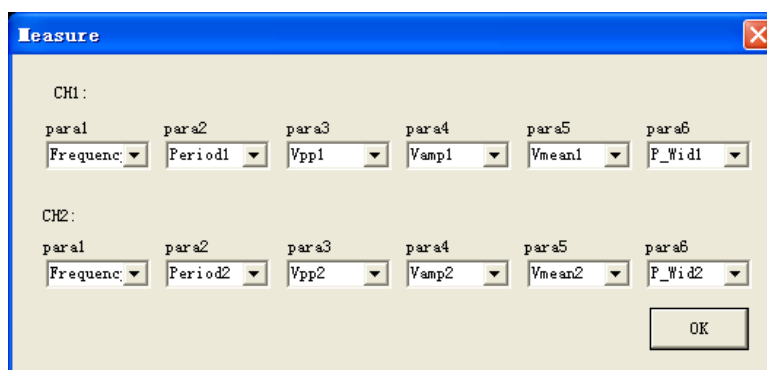 Measure
CH1:
para1 para2 para3 para4 para5 para6
Frequenc Period1 Vpp1 Vamp1 Vmean1 P_Wid1
CH2:
para1 para2 para3 para4 para5 para6
Frequenc Period2 Vpp2 Vamp2 Vmean2 P_Wid2
OK